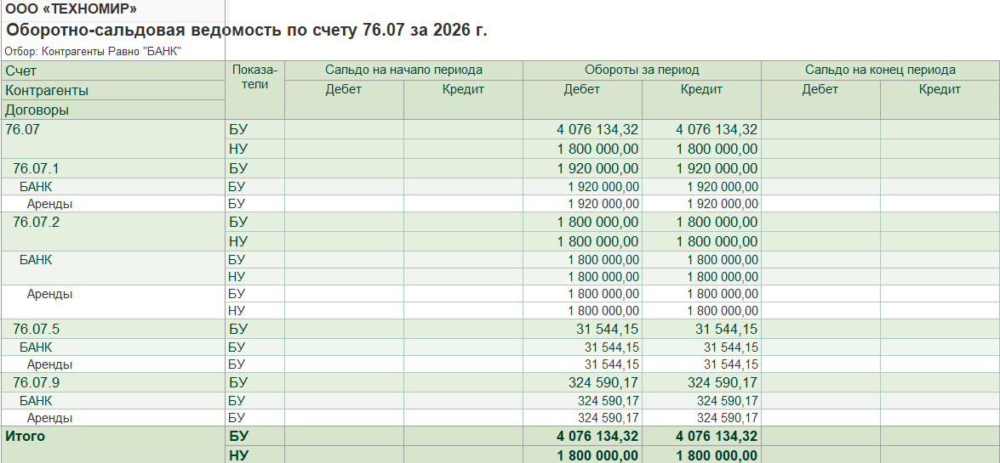 ООО «ТЕХНОМИР»
Оборотно-сальдовая ведомость по счету 76.07 за 2026 г.
Отбор: Контрагенты Равно "БАНК"
Счет Показа-тели Сальдо на начало периода Обороты за период Сальдо на конец периода
Контрагенты Дебет Кредит Дебет Кредит Дебет Кредит
Договоры
76.07 БУ 4 076 134,32 4 076 134,32
НУ 1 800 000,00 1 800 000,00
76.07.1 БУ 1 920 000,00 1 920 000,00
БАНК БУ 1 920 000,00 1 920 000,00
Аренды БУ 1 920 000,00 1 920 000,00
76.07.2 БУ 1 800 000,00 1 800 000,00
НУ 1 800 000,00 1 800 000,00
БАНК БУ 1 800 000,00 1 800 000,00
НУ 1 800 000,00 1 800 000,00
Аренды БУ 1 800 000,00 1 800 000,00
НУ 1 800 000,00 1 800 000,00
76.07.5 БУ 31 544,15 31 544,15
БАНК БУ 31 544,15 31 544,15
Аренды БУ 31 544,15 31 544,15
76.07.9 БУ 324 590,17 324 590,17
БАНК БУ 324 590,17 324 590,17
Аренды БУ 324 590,17 324 590,17
Итого БУ 4 076 134,32 4 076 134,32
НУ 1 800 000,00 1 800 000,00